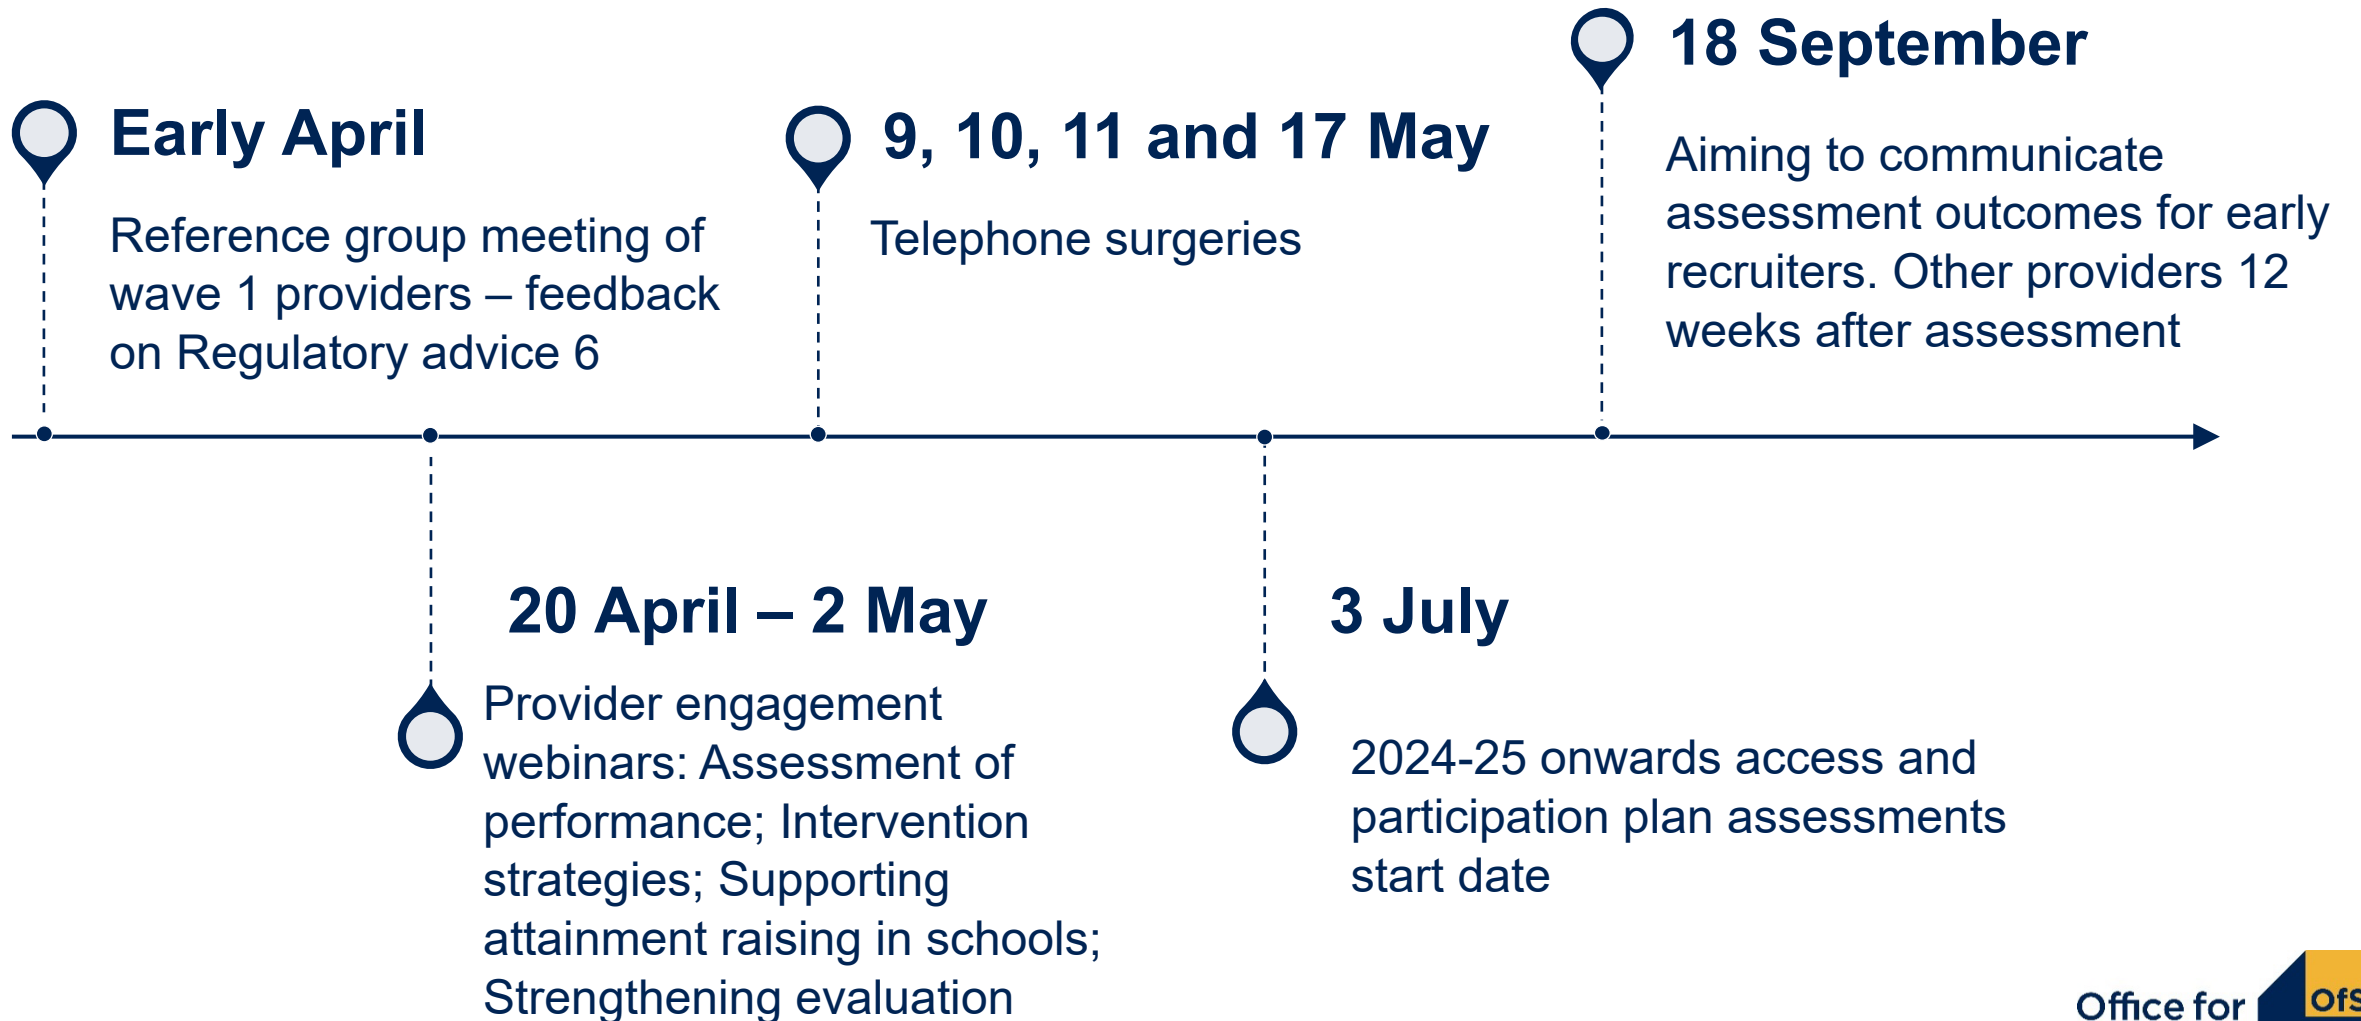 Early April
Reference group meeting of
wave 1 providers – feedback
on Regulatory advice 6
20 April – 2 May
Provider engagement
webinars: Assessment of
performance; Intervention
strategies; Supporting
attainment raising in schools;
Strengthening evaluation
9, 10, 11 and 17 May
Telephone surgeries
3 July
2024-25 onwards access and
participation plan assessments
start date
18 September
Aiming to communicate
assessment outcomes for early
recruiters. Other providers 12
weeks after assessment
Office for
OfS